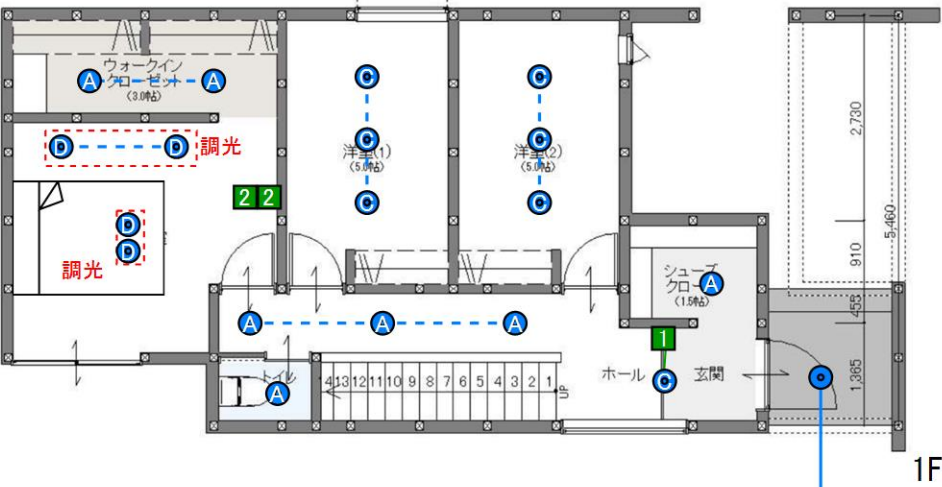 ウォークイン
クローゼット
(3.0帖)
A A
C C
D D 調光
C C
洋室(1)
(5.0帖)
洋室(2)
(5.0帖)
2 2
C C
D
D
調光
シューズ
クローク
(1.5帖)
A
A A A
1
トイレ
A
14 13 12 11 10 9 8 7 6 5 4 3 2 1
UP
ホール
C
玄関
2,730
910
455
1,365
5,460
1F